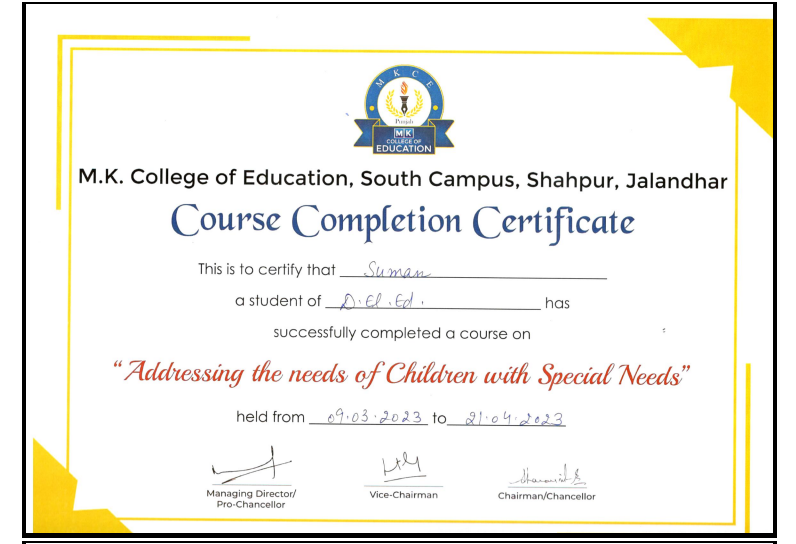 M K C E
Punjab
MK
COLLEGE OF
EDUCATION
M.K. College of Education, South Campus, Shahpur, Jalandhar
Course Completion Certificate
This is to certify that Suman
a student of D.El.Ed. has
successfully completed a course on
“Addressing the needs of Children with Special Needs”
held from 09.03.2023 to 21.04.2023
Managing Director/
Pro-Chancellor
Vice-Chairman
Chairman/Chancellor